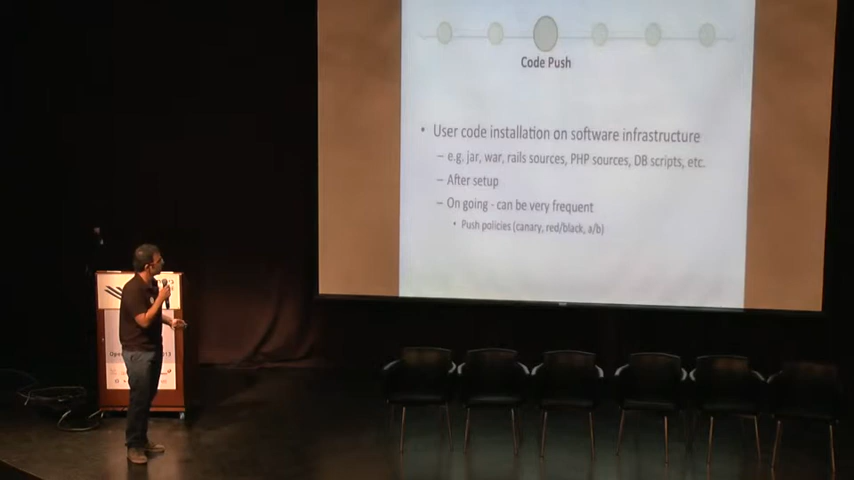 Code Push
• User code installation on software infrastructure
– e.g. jar, war, rails sources, PHP sources, DB scripts, etc.
– After setup
– On going - can be very frequent
• Push policies (canary, red/black, a/b)